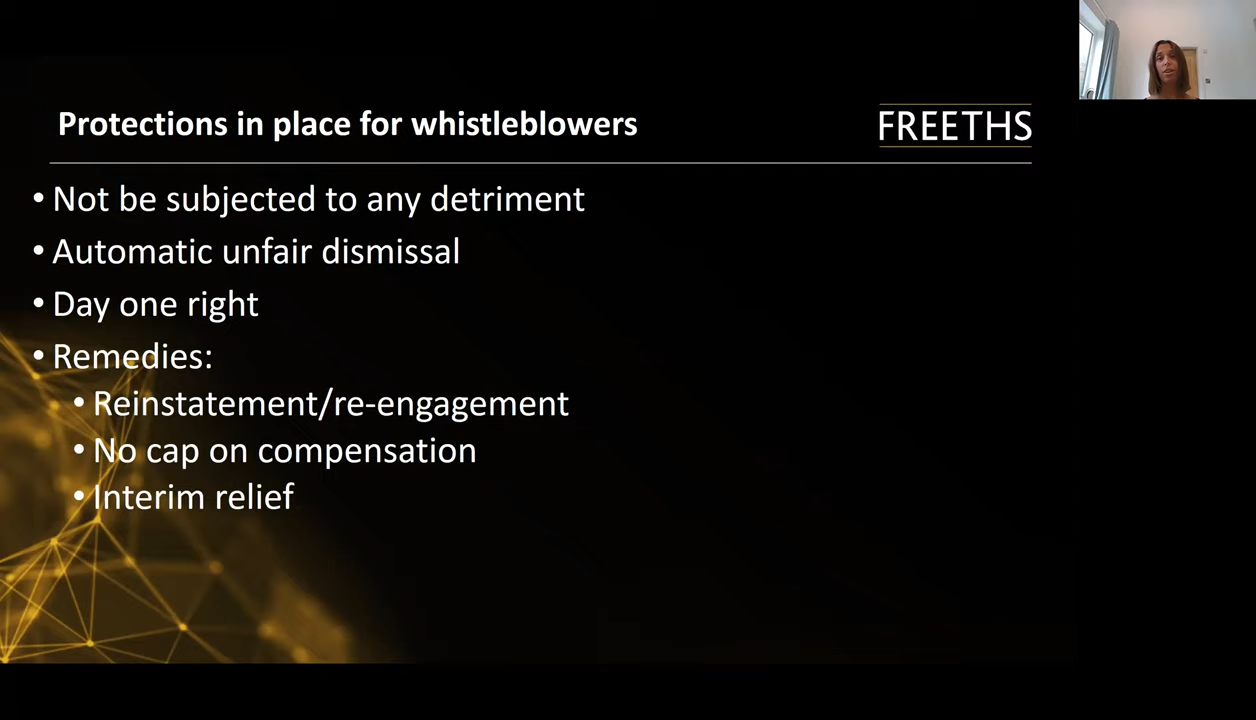 Protections in place for whistleblowers
FREETHS
• Not be subjected to any detriment
• Automatic unfair dismissal
• Day one right
• Remedies:
• Reinstatement/re-engagement
• No cap on compensation
• Interim relief